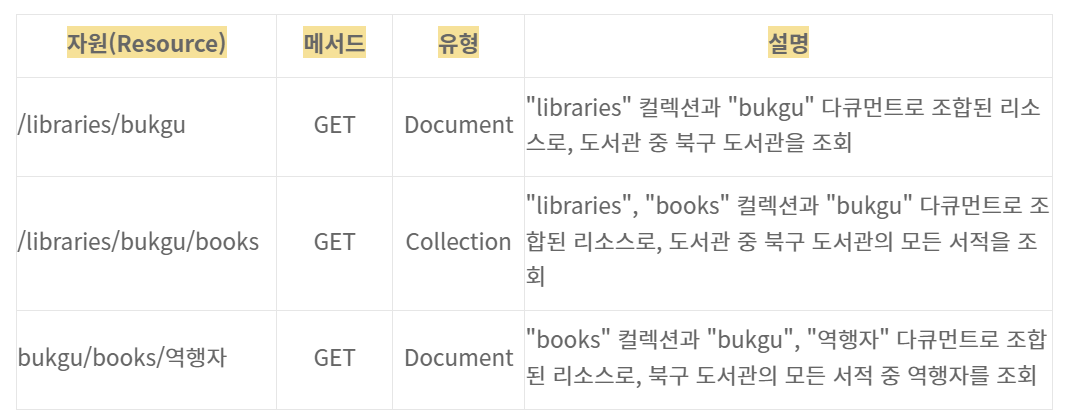 자원(Resource) 메서드 유형 설명
/libraries/bukgu GET Document "libraries" 컬렉션과 "bukgu" 다큐먼트로 조합된 리소
스로, 도서관 중 북구 도서관을 조회
/libraries/bukgu/books GET Collection "libraries", "books" 컬렉션과 "bukgu" 다큐먼트로 조
합된 리소스로, 도서관 중 북구 도서관의 모든 서적을 조
회
bukgu/books/역행자 GET Document "books" 컬렉션과 "bukgu", "역행자" 다큐먼트로 조합
된 리소스로, 북구 도서관의 모든 서적 중 역행자를 조회